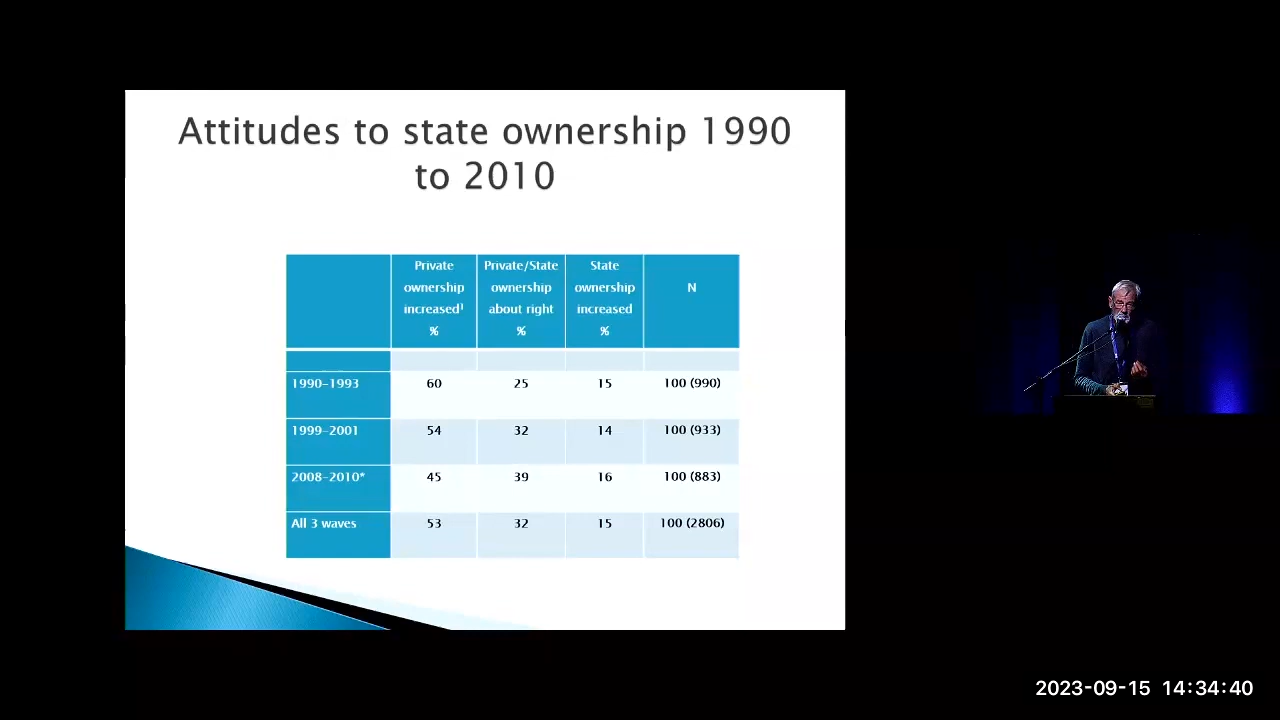 Attitudes to state ownership 1990
to 2010
Private
ownership
increased¹
%
Private/State
ownership
about right
%
State
ownership
increased
%
N
1990-1993 60 25 15 100 (990)
1999-2001 54 32 14 100 (933)
2008-2010* 45 39 16 100 (883)
All 3 waves 53 32 15 100 (2806)
2023-09-15 14:34:40